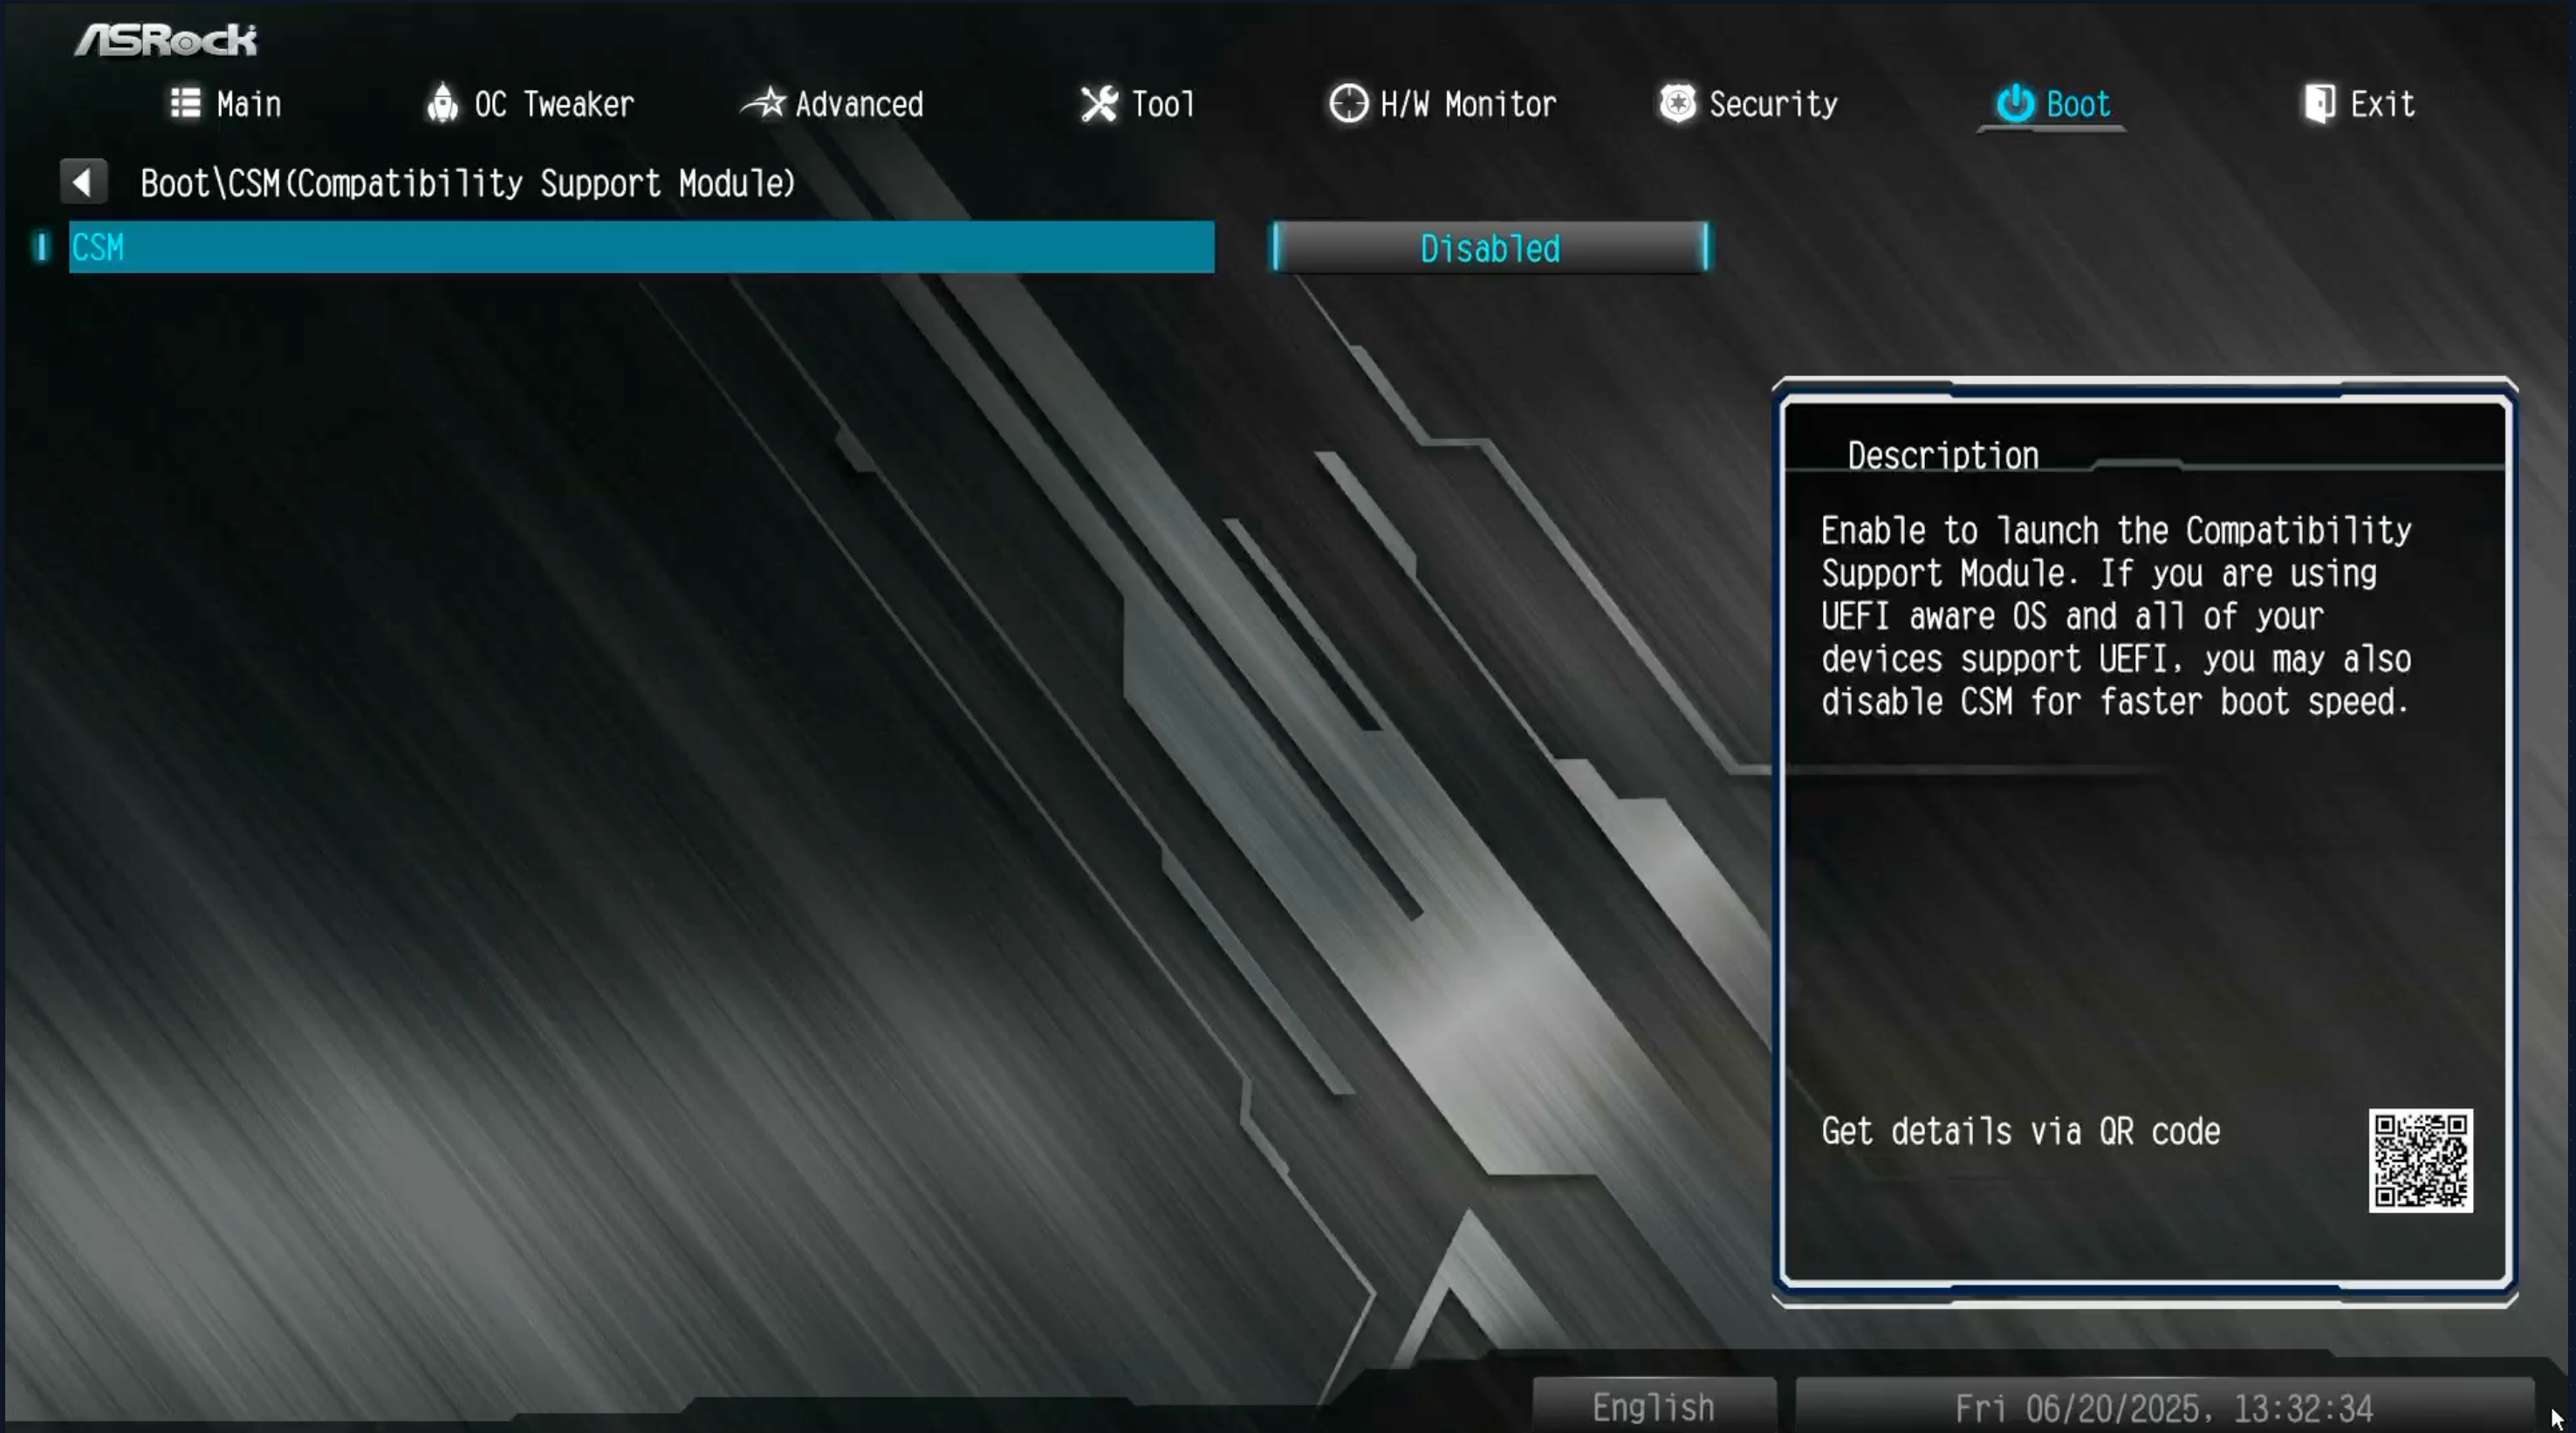 ASRock
Main OC Tweaker Advanced Tool H/W Monitor Security Boot Exit
Boot\CSM(Compatibility Support Module)
CSM Disabled
Description
Enable to launch the Compatibility
Support Module. If you are using
UEFI aware OS and all of your
devices support UEFI, you may also
disable CSM for faster boot speed.
Get details via QR code
English Fri 06/20/2025, 13:32:34